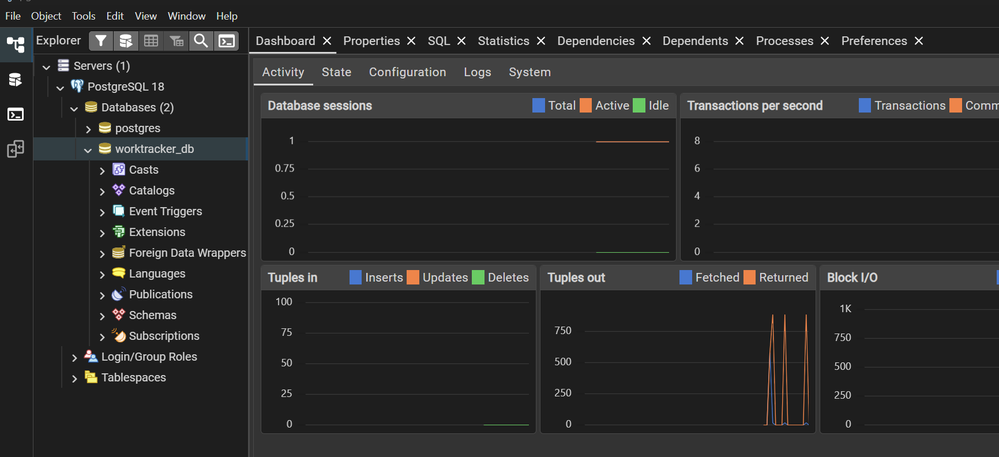 File Object Tools Edit View Window Help
Explorer
Dashboard Properties SQL Statistics Dependencies Dependents Processes Preferences
Servers (1)
PostgreSQL 18
Databases (2)
postgres
worktracker_db
Casts
Catalogs
Event Triggers
Extensions
Foreign Data Wrappers
Languages
Publications
Schemas
Subscriptions
Login/Group Roles
Tablespaces
Activity State Configuration Logs System
Database sessions Total Active Idle
1
0.75
0.5
0.25
0
Transactions per second Transactions Comm
8
6
4
2
0
Tuples in Inserts Updates Deletes
100
75
50
25
0
Tuples out Fetched Returned
750
500
250
0
Block I/O
1K
750
500
250
0